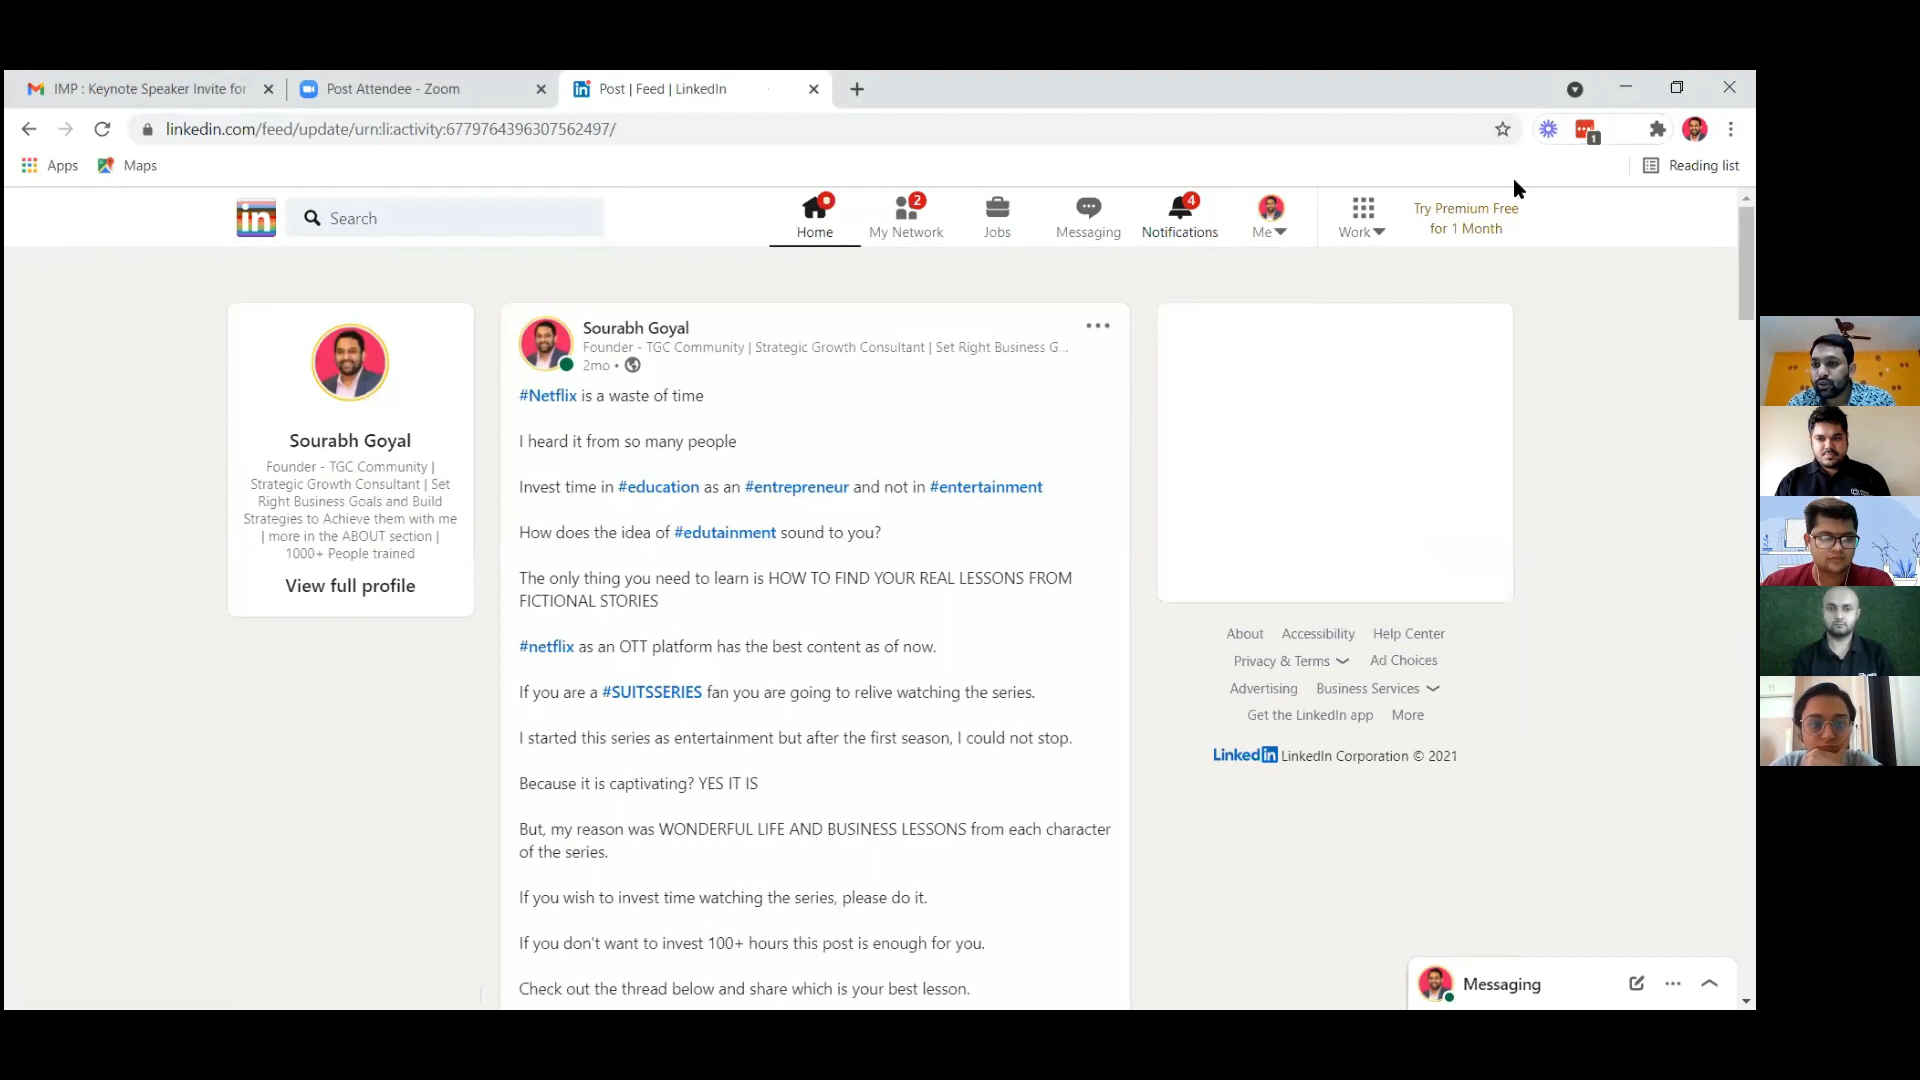 IMP : Keynote Speaker Invite for
Post Attendee - Zoom
Post | Feed | LinkedIn
linkedin.com/feed/update/urn:li:activity:6779764396307562497/
1
Apps
Maps
Reading list
in
Search
Home
2
My Network
Jobs
Messaging
4
Notifications
Me
Work
Try Premium Free
for 1 Month
Sourabh Goyal
Founder - TGC Community |
Strategic Growth Consultant | Set
Right Business Goals and Build
Strategies to Achieve them with me
| more in the ABOUT section |
1000+ People trained
View full profile
Sourabh Goyal
Founder - TGC Community | Strategic Growth Consultant | Set Right Business G...
2mo •
#Netflix is a waste of time
I heard it from so many people
Invest time in #education as an #entrepreneur and not in #entertainment
How does the idea of #edutainment sound to you?
The only thing you need to learn is HOW TO FIND YOUR REAL LESSONS FROM
FICTIONAL STORIES
#netflix as an OTT platform has the best content as of now.
If you are a #SUITSSERIES fan you are going to relive watching the series.
I started this series as entertainment but after the first season, I could not stop.
Because it is captivating? YES IT IS
But, my reason was WONDERFUL LIFE AND BUSINESS LESSONS from each character
of the series.
If you wish to invest time watching the series, please do it.
If you don't want to invest 100+ hours this post is enough for you.
Check out the thread below and share which is your best lesson.
About Accessibility Help Center
Privacy & Terms Ad Choices
Advertising Business Services
Get the LinkedIn app More
LinkedIn LinkedIn Corporation © 2021
Messaging